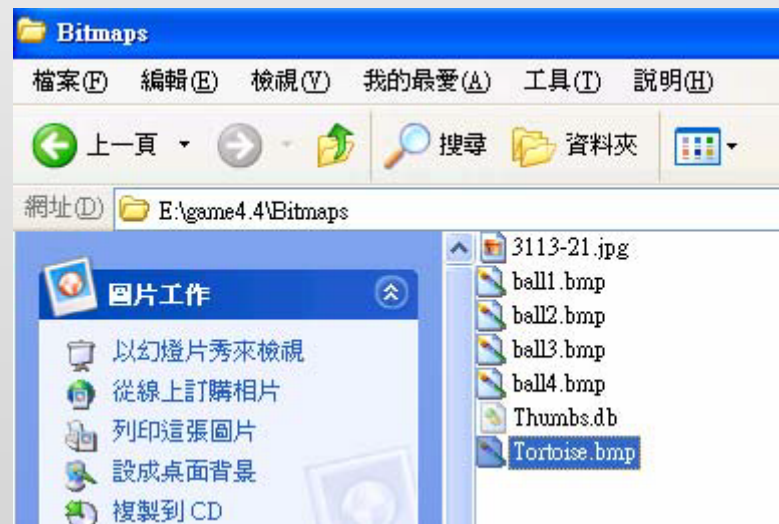 Bitmaps
檔案(F) 編輯(E) 檢視(V) 我的最愛(A) 工具(T) 說明(H)
上一頁 搜尋 資料夾
網址(D) E:\game4.4\Bitmaps
圖片工作
以幻燈片秀來檢視
從線上訂購相片
列印這張圖片
設成桌面背景
複製到 CD
3113-21.jpg
ball1.bmp
ball2.bmp
ball3.bmp
ball4.bmp
Thumbs.db
Tortoise.bmp